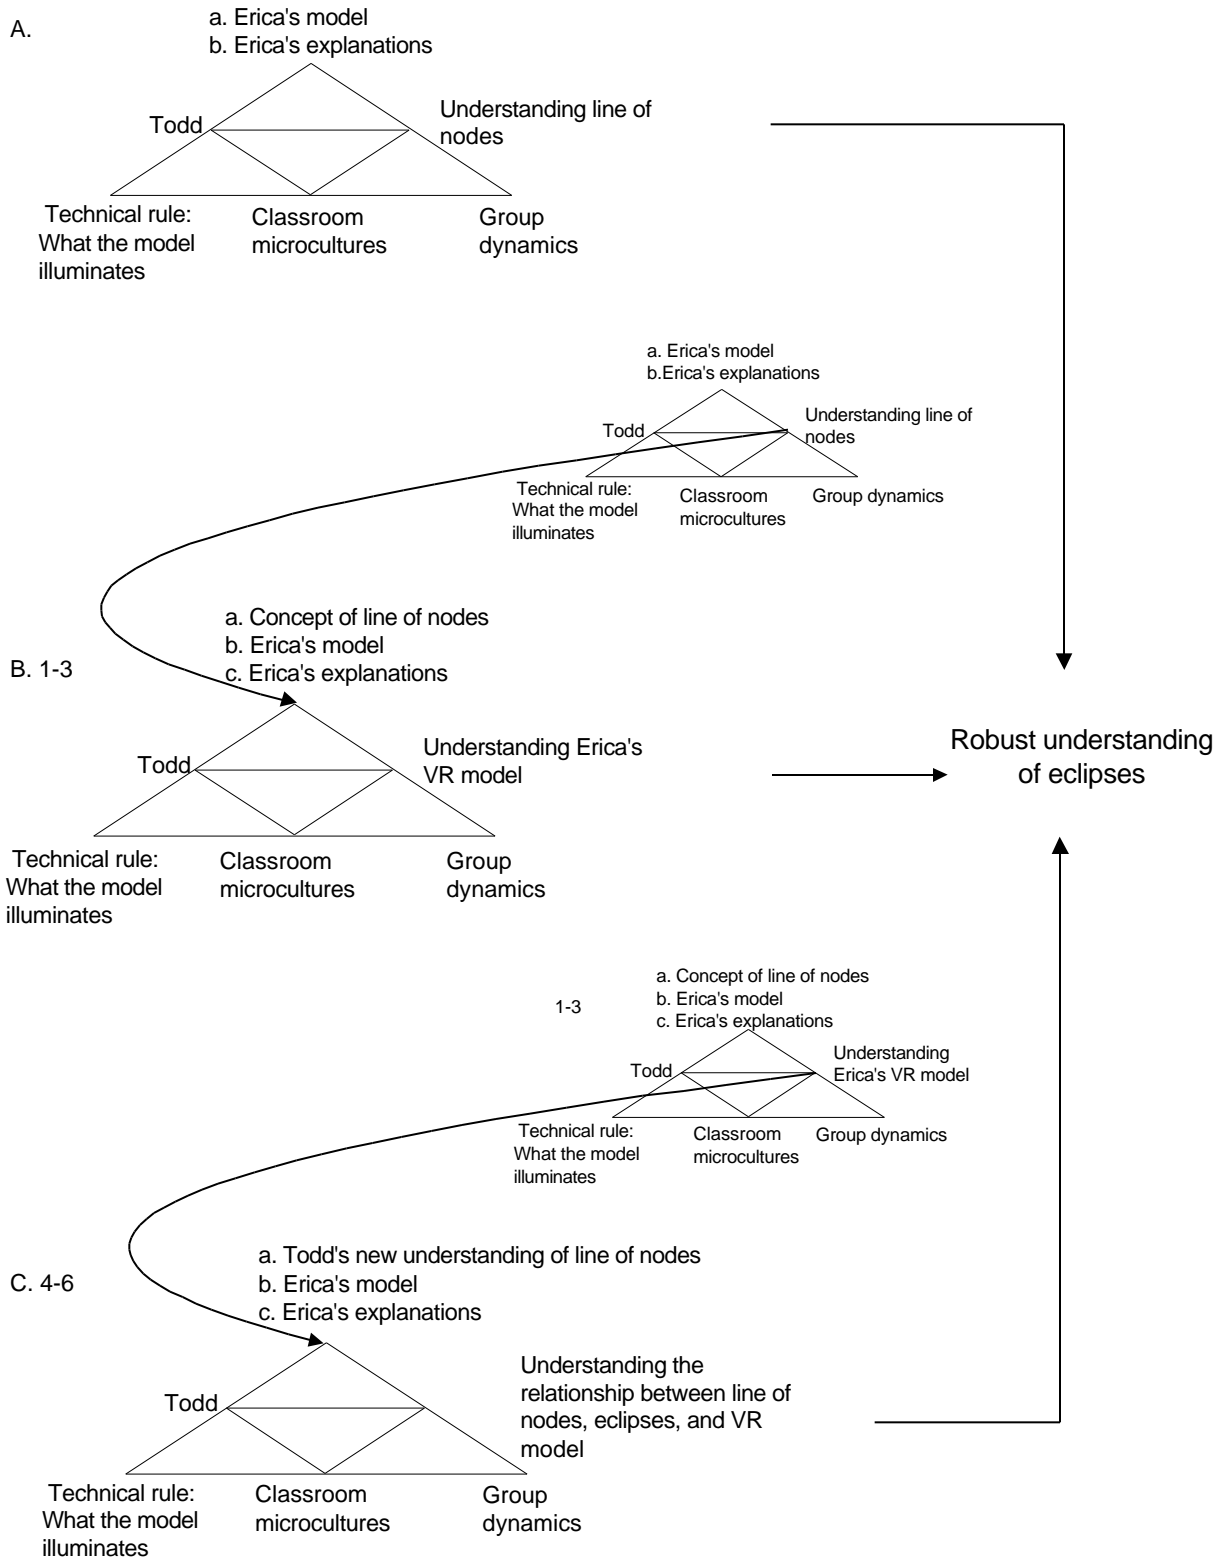 A.
a. Erica's model
b. Erica's explanations
Todd
Understanding line of
nodes
Technical rule:
What the model
illuminates
Classroom
microcultures
Group
dynamics
a. Erica's model
b.Erica's explanations
Todd
Understanding line of
nodes
Technical rule:
What the model
illuminates
Classroom
microcultures
Group dynamics
B. 1-3
a. Concept of line of nodes
b. Erica's model
c. Erica's explanations
Todd
Understanding Erica's
VR model
Technical rule:
What the model
illuminates
Classroom
microcultures
Group
dynamics
Robust understanding
of eclipses
1-3
a. Concept of line of nodes
b. Erica's model
c. Erica's explanations
Todd
Understanding
Erica's VR model
Technical rule:
What the model
illuminates
Classroom
microcultures
Group dynamics
C. 4-6
a. Todd's new understanding of line of nodes
b. Erica's model
c. Erica's explanations
Todd
Understanding the
relationship between line of
nodes, eclipses, and VR
model
Technical rule:
What the model
illuminates
Classroom
microcultures
Group
dynamics